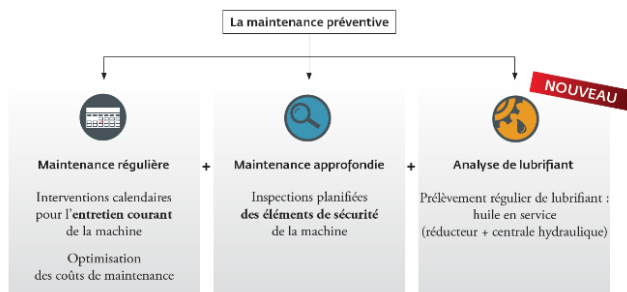 La maintenance préventive
NOUVEAU
Maintenance régulière
+
Maintenance approfondie
+
Analyse de lubrifiant
Interventions calendaires
pour l'entretien courant
de la machine
Optimisation
des coûts de maintenance
Inspections planifiées
des éléments de sécurité
de la machine
Prélèvement régulier de lubrifiant :
huile en service
(réducteur + centrale hydraulique)